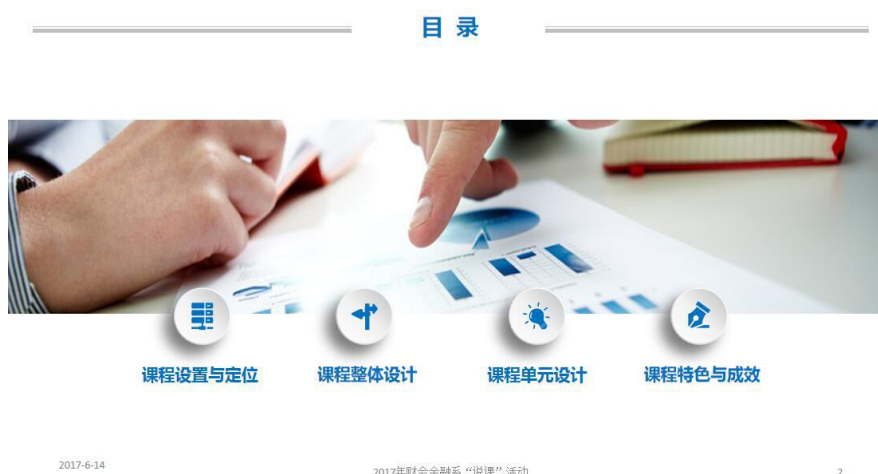 目 录
课程设置与定位
课程整体设计
课程单元设计
课程特色与成效
2017-6-14
2017年财会金融系“说课”活动
2